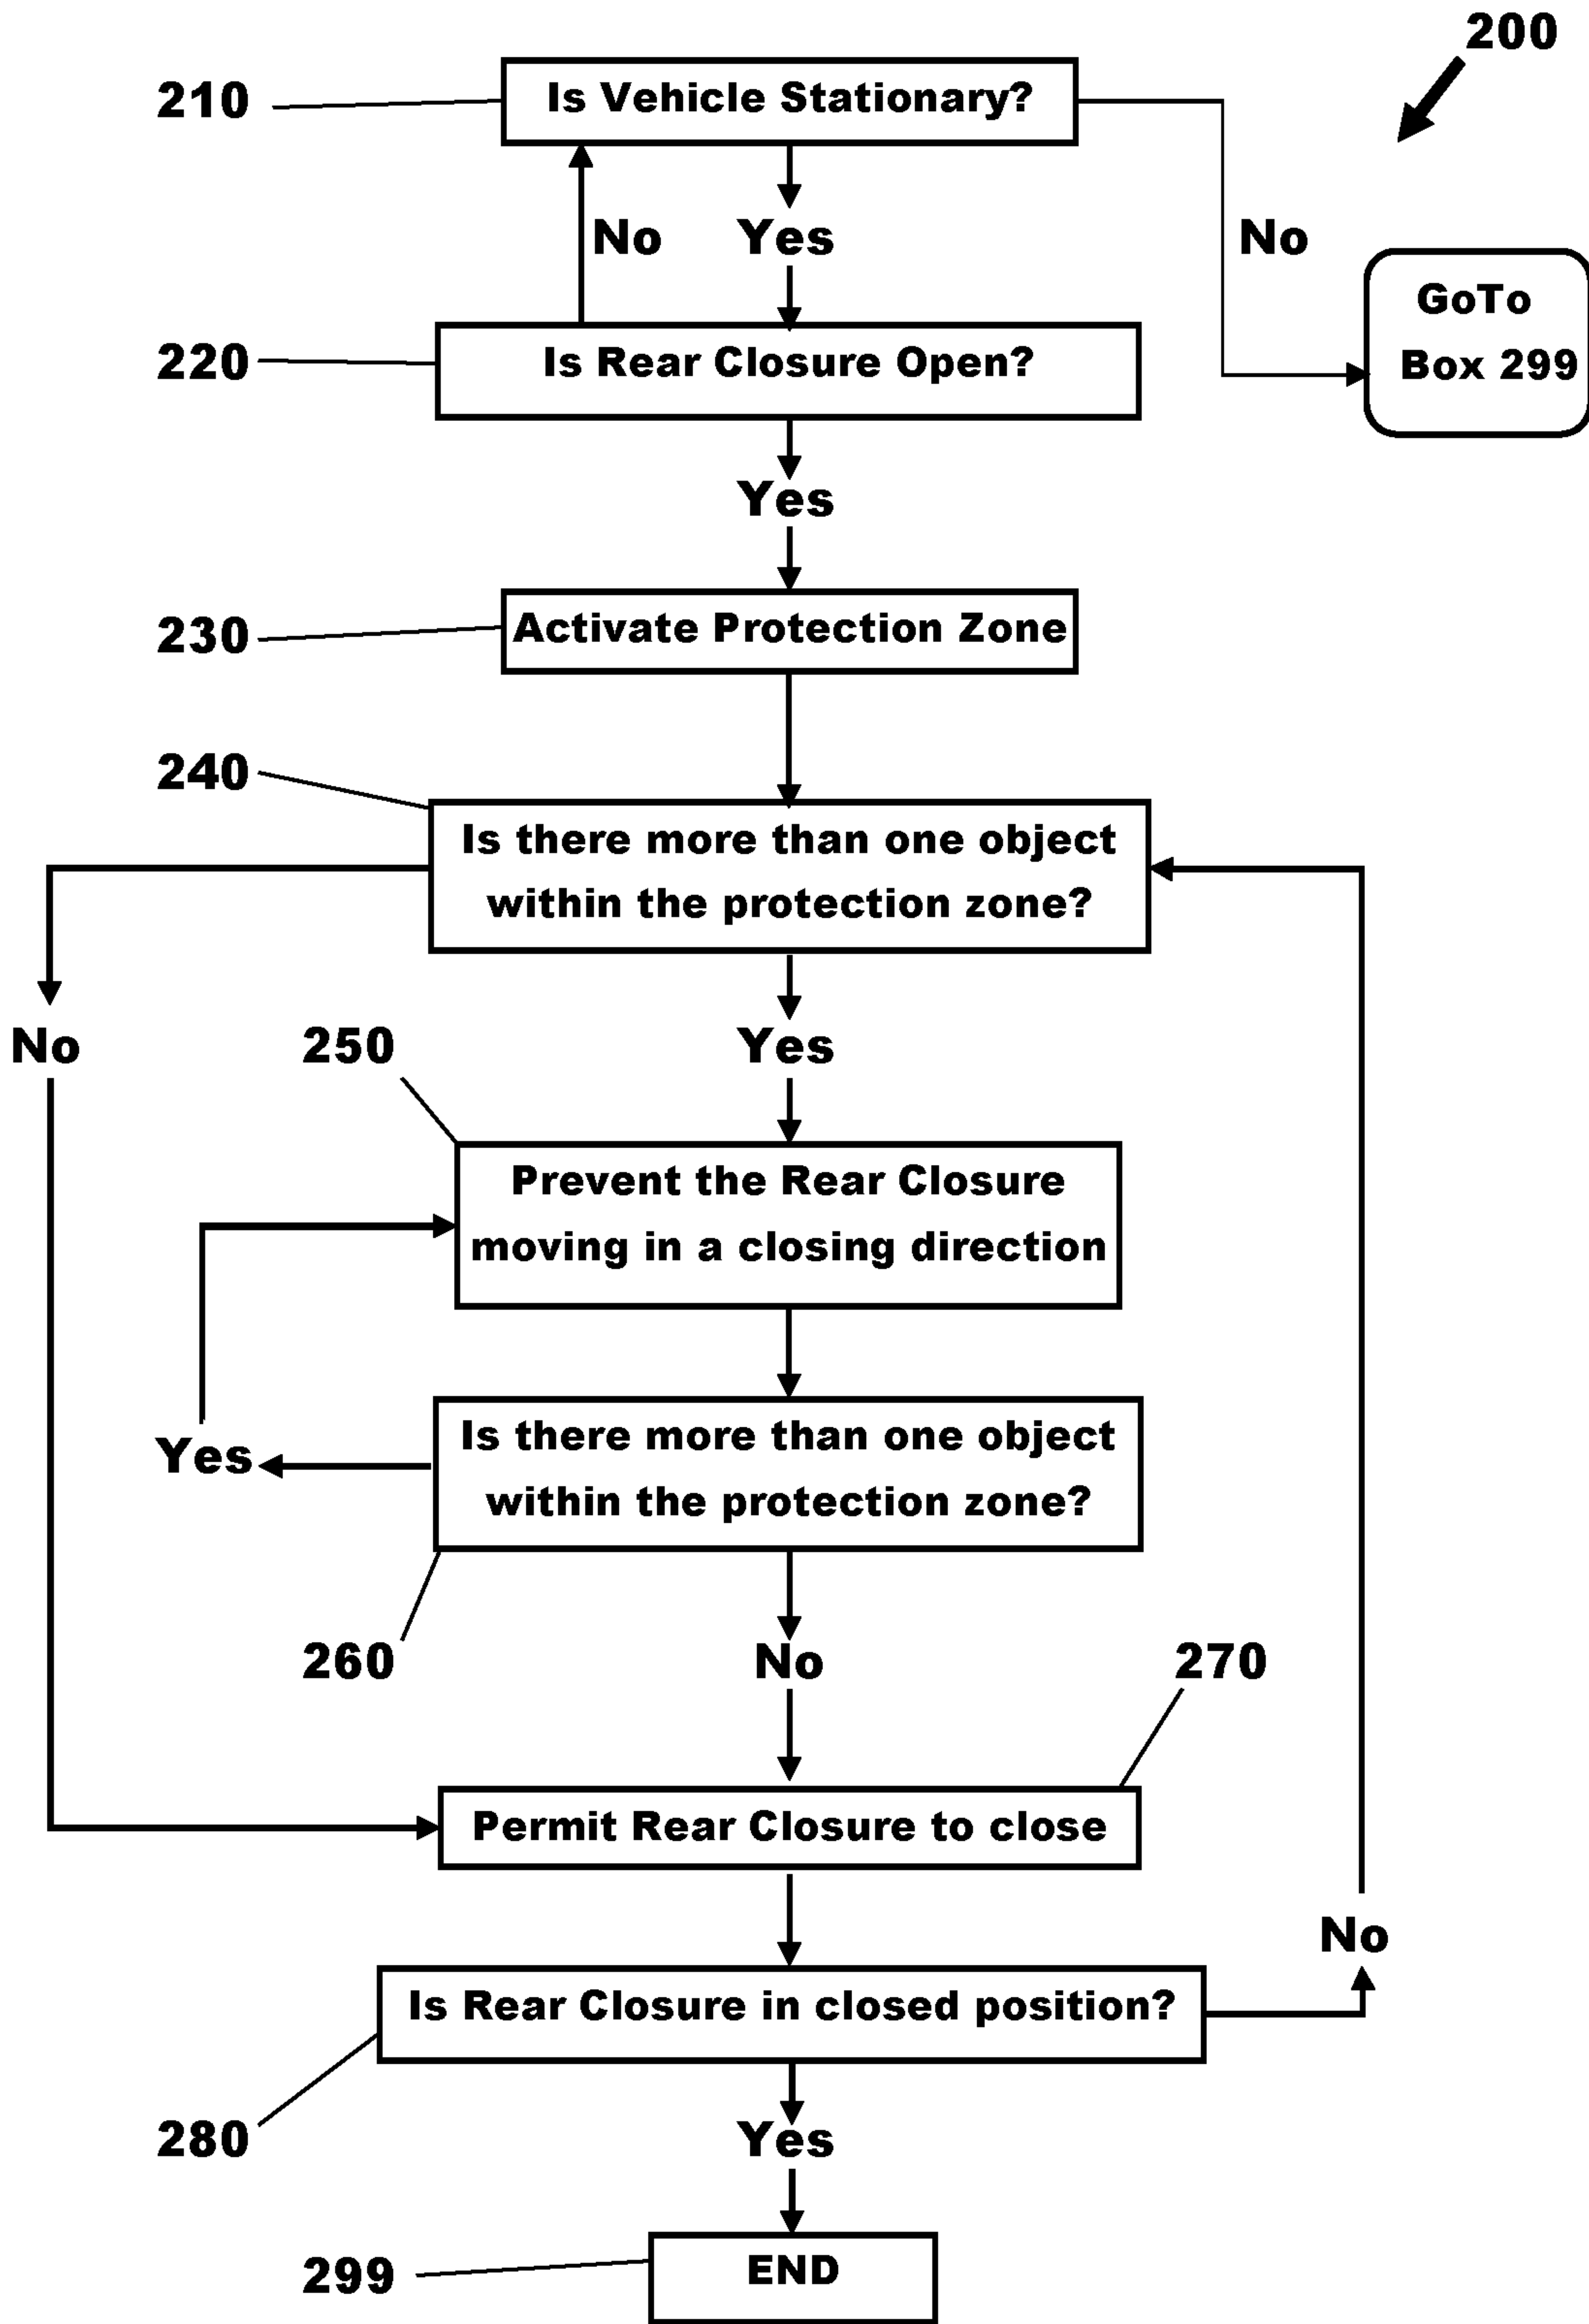 200
210
Is Vehicle Stationary?
No
Yes
No
GoTo
Box 299
220
Is Rear Closure Open?
Yes
230
Activate Protection Zone
240
Is there more than one object
within the protection zone?
No
250
Yes
Prevent the Rear Closure
moving in a closing direction
Yes
Is there more than one object
within the protection zone?
260
No
270
Permit Rear Closure to close
No
Is Rear Closure in closed position?
280
Yes
299
END